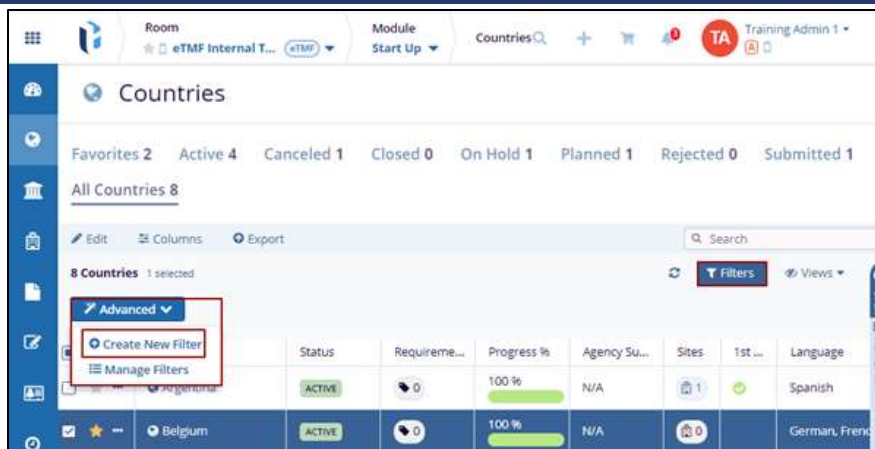 Room
eTMF Internal T... eTMF
Module
Start Up
Countries
TA
Training Admin 1
A
Countries
Favorites 2 Active 4 Canceled 1 Closed 0 On Hold 1 Planned 1 Rejected 0 Submitted 1
All Countries 8
Edit Columns Export Search
8 Countries 1 selected Filters Views
Advanced
Create New Filter
Manage Filters
Status Requireme... Progress % Agency Su... Sites 1st ... Language
Argentina ACTIVE 0 100 % N/A 1 Spanish
Belgium ACTIVE 0 100 % N/A 0 German, Frenc